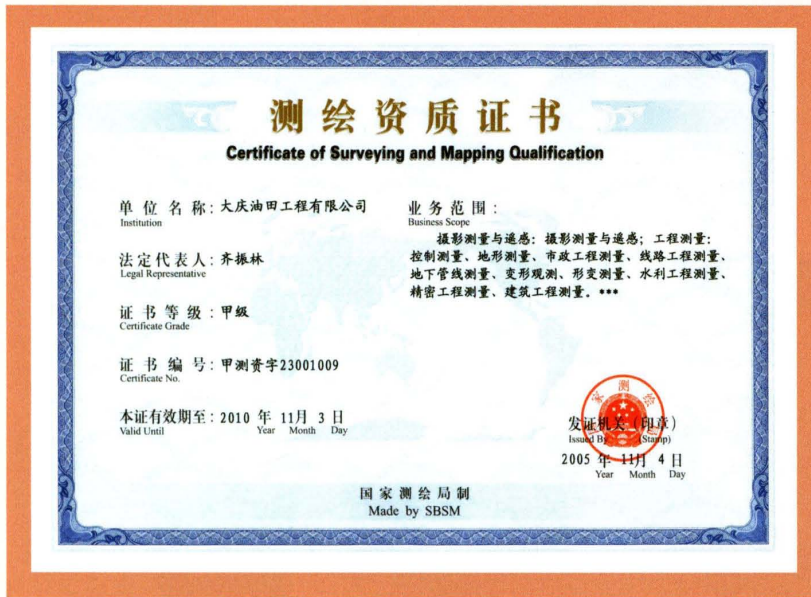 测绘资质证书
Certificate of Surveying and Mapping Qualification
单位名称：大庆油田工程有限公司
Institution
法定代表人：齐振林
Legal Representative
证书等级：甲级
Certificate Grade
证书编号：甲测资字23001009
Certificate No.
本证有效期至：2010 年 11月 3 日
Valid Until Year Month Day
业务范围：
Business Scope
摄影测量与遥感：摄影测量与遥感；工程测量：
控制测量、地形测量、市政工程测量、线路工程测量、
地下管线测量、变形观测、形变测量、水利工程测量、
精密工程测量、建筑工程测量。***
家测绘
发证机关（印章）
Issued By (Stamp)
2005 年 11月 4 日
Year Month Day
国家测绘局制
Made by SBSM